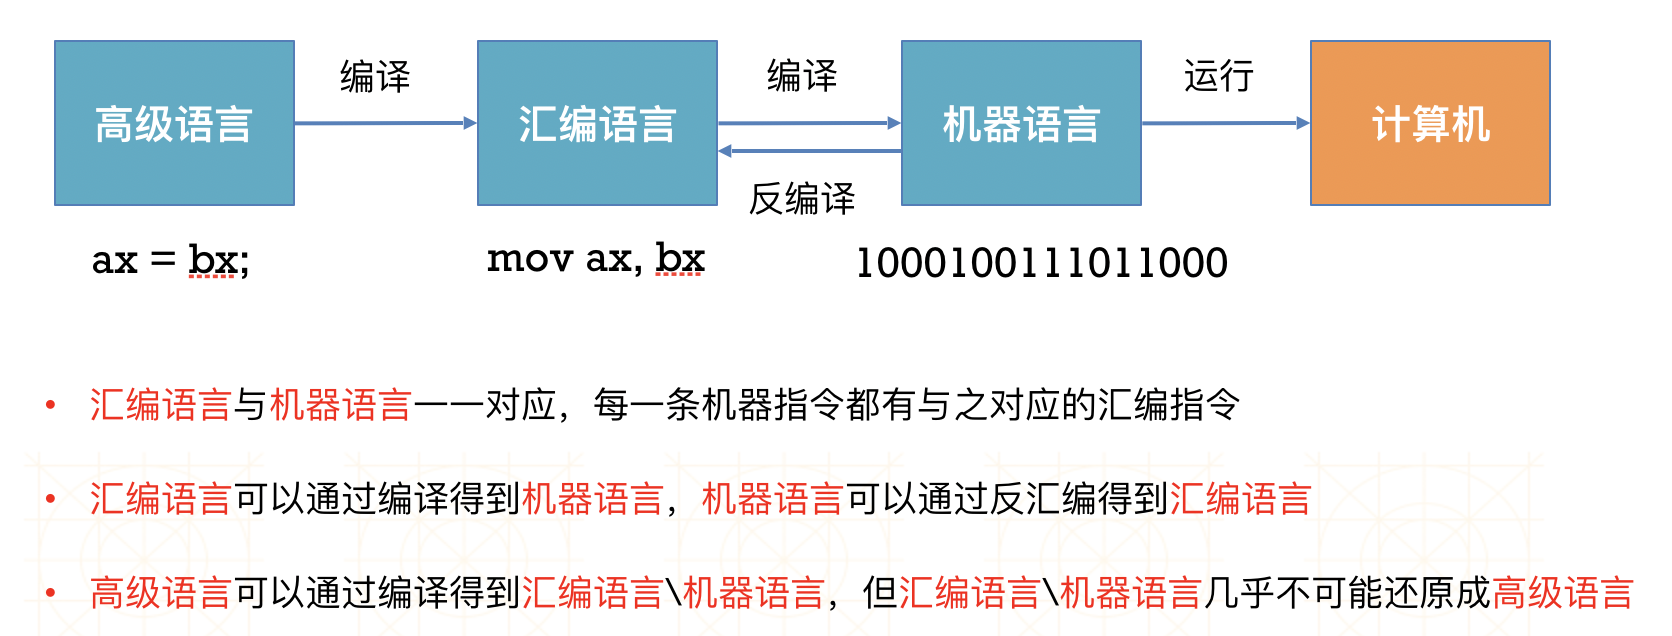 编译
编译
运行
高级语言
汇编语言
机器语言
计算机
反编译
ax = bx;
mov ax, bx
1000100111011000
• 汇编语言与机器语言一一对应，每一条机器指令都有与之对应的汇编指令
• 汇编语言可以通过编译得到机器语言，机器语言可以通过反汇编得到汇编语言
• 高级语言可以通过编译得到汇编语言\机器语言，但汇编语言\机器语言几乎不可能还原成高级语言